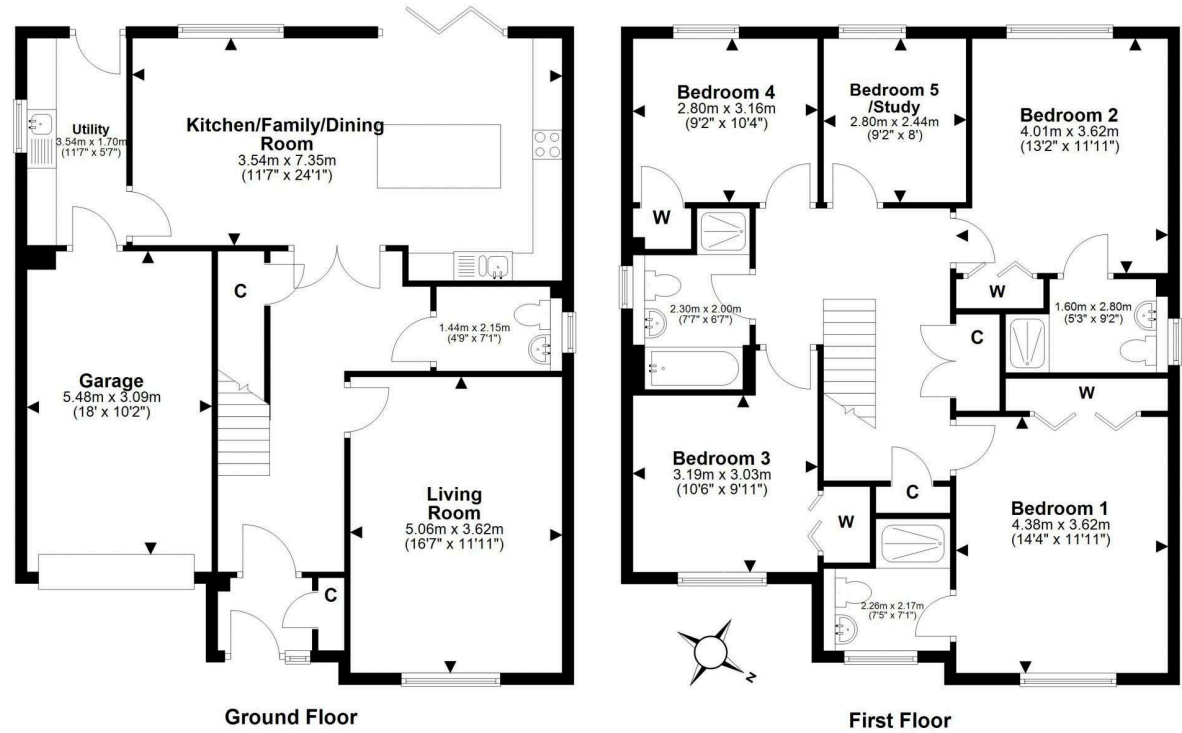 Utility
3.54m x 1.70m
(11'7" x 5'7")
Kitchen/Family/Dining
Room
3.54m x 7.35m
(11'7" x 24'1")
C
1.44m x 2.15m
(4'9" x 7'1")
Garage
5.48m x 3.09m
(18' x 10'2")
Living
Room
5.06m x 3.62m
(16'7" x 11'11")
C
Ground Floor
Bedroom 4
2.80m x 3.16m
(9'2" x 10'4")
Bedroom 5
/Study
2.80m x 2.44m
(9'2" x 8')
Bedroom 2
4.01m x 3.62m
(13'2" x 11'11")
W
W
2.30m x 2.00m
(7'7" x 6'7")
1.60m x 2.80m
(5'3" x 9'2")
C
W
Bedroom 3
3.19m x 3.03m
(10'6" x 9'11")
W
C
Bedroom 1
4.38m x 3.62m
(14'4" x 11'11")
2.26m x 2.17m
(7'5" x 7'1")
N
First Floor